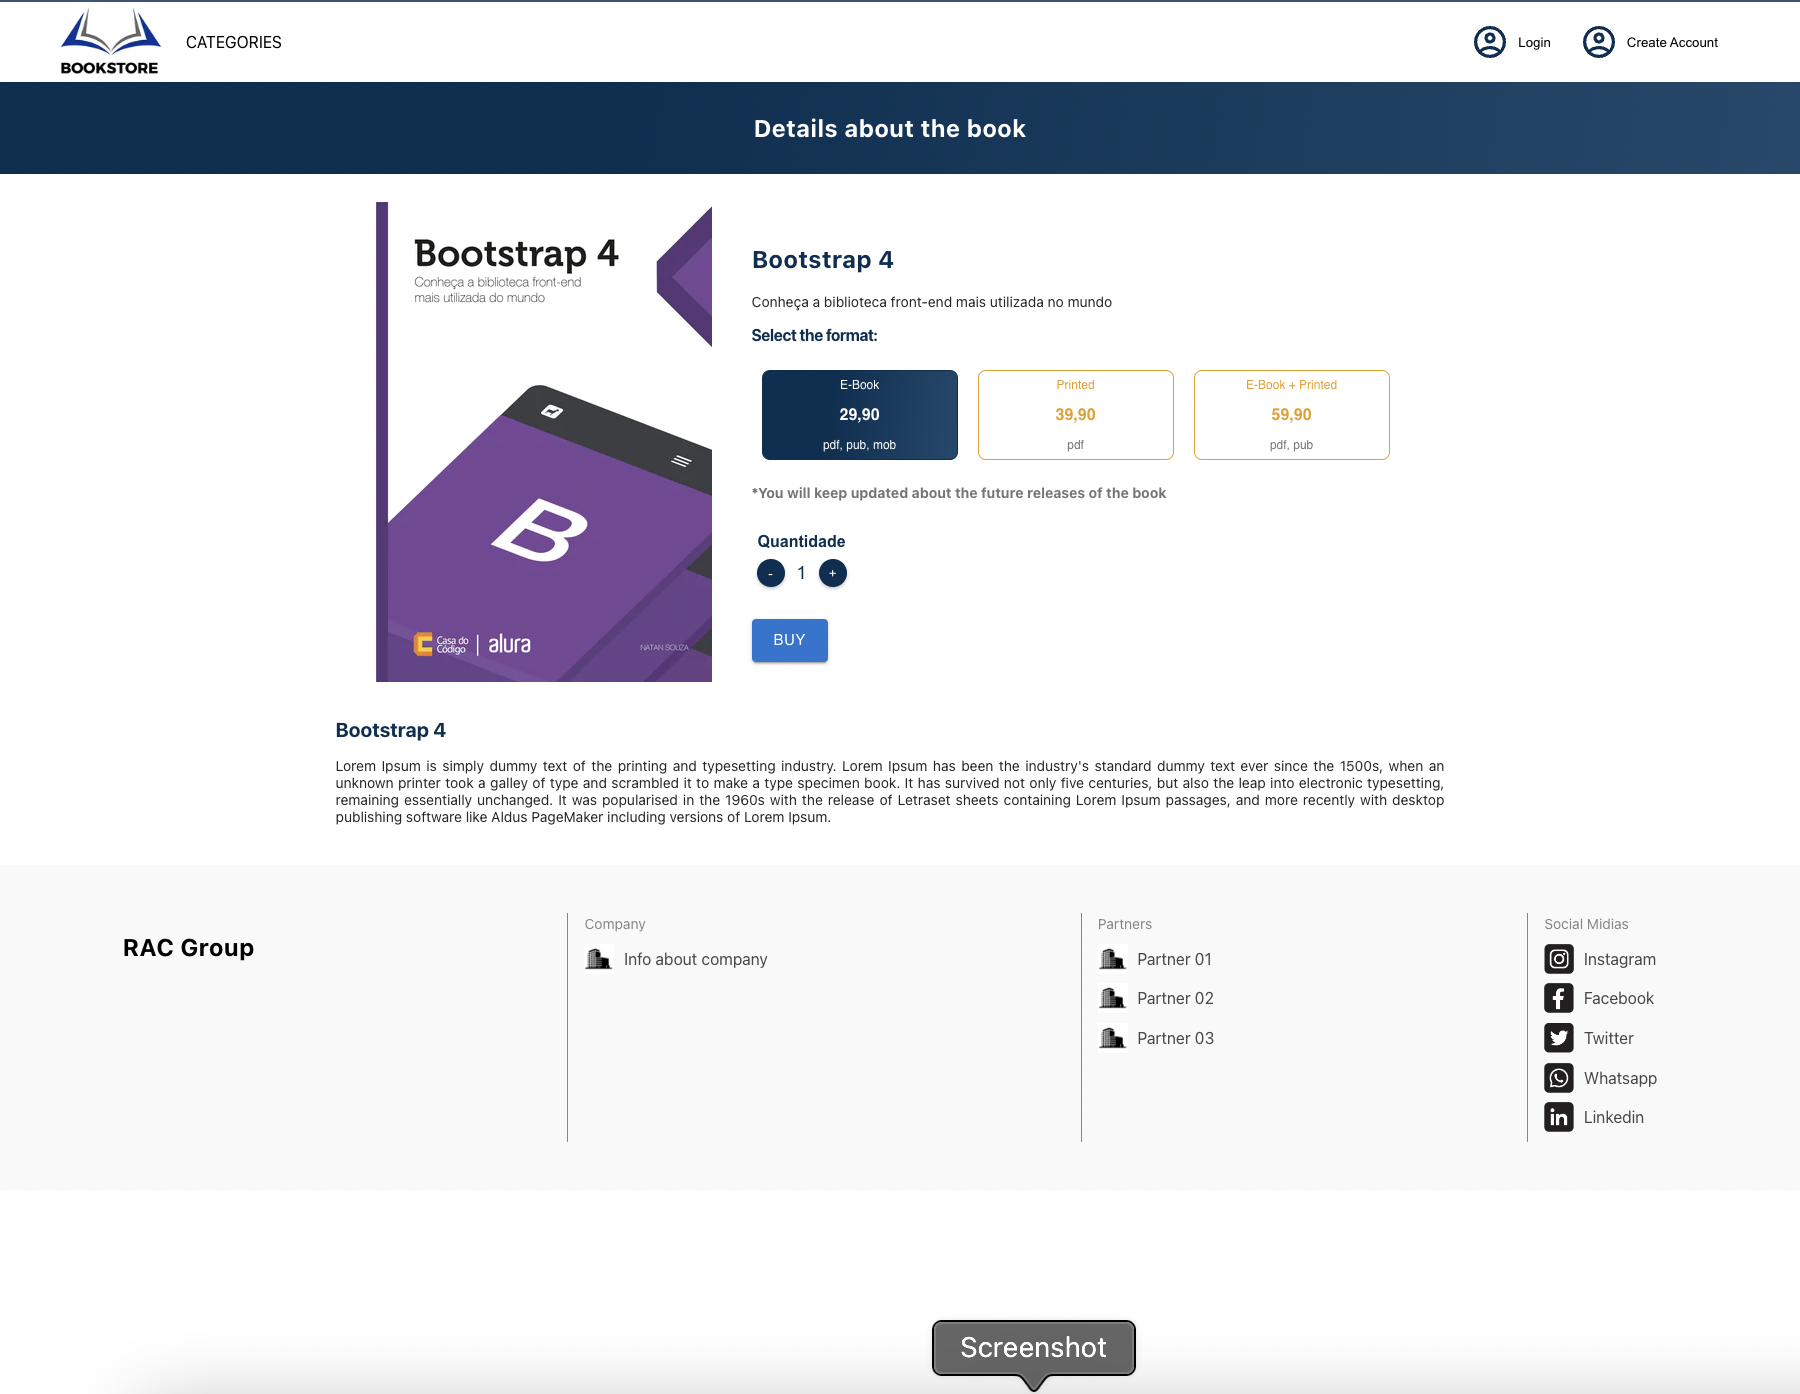 BOOKSTORE
CATEGORIES
Login
Create Account
Details about the book
Bootstrap 4
Conheça a biblioteca front-end
mais utilizada do mundo
B
Casa do
Código
alura
NATAN SOUZA
Bootstrap 4
Conheça a biblioteca front-end mais utilizada no mundo
Select the format:
E-Book
29,90
pdf, pub, mob
Printed
39,90
pdf
E-Book + Printed
59,90
pdf, pub
*You will keep updated about the future releases of the book
Quantidade
- 1 +
BUY
Bootstrap 4
Lorem Ipsum is simply dummy text of the printing and typesetting industry. Lorem Ipsum has been the industry's standard dummy text ever since the 1500s, when an
unknown printer took a galley of type and scrambled it to make a type specimen book. It has survived not only five centuries, but also the leap into electronic typesetting,
remaining essentially unchanged. It was popularised in the 1960s with the release of Letraset sheets containing Lorem Ipsum passages, and more recently with desktop
publishing software like Aldus PageMaker including versions of Lorem Ipsum.
RAC Group
Company
Info about company
Partners
Partner 01
Partner 02
Partner 03
Social Midias
Instagram
Facebook
Twitter
Whatsapp
Linkedin
Screenshot